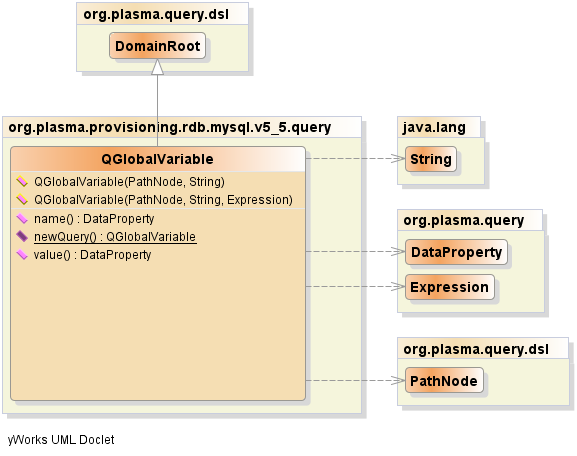 org.plasma.query.dsl
DomainRoot
org.plasma.provisioning.rdb.mysql.v5_5.query
QGlobalVariable
QGlobalVariable(PathNode, String)
QGlobalVariable(PathNode, String, Expression)
name() : DataProperty
newQuery() : QGlobalVariable
value() : DataProperty
java.lang
String
org.plasma.query
DataProperty
Expression
org.plasma.query.dsl
PathNode
yWorks UML Doclet